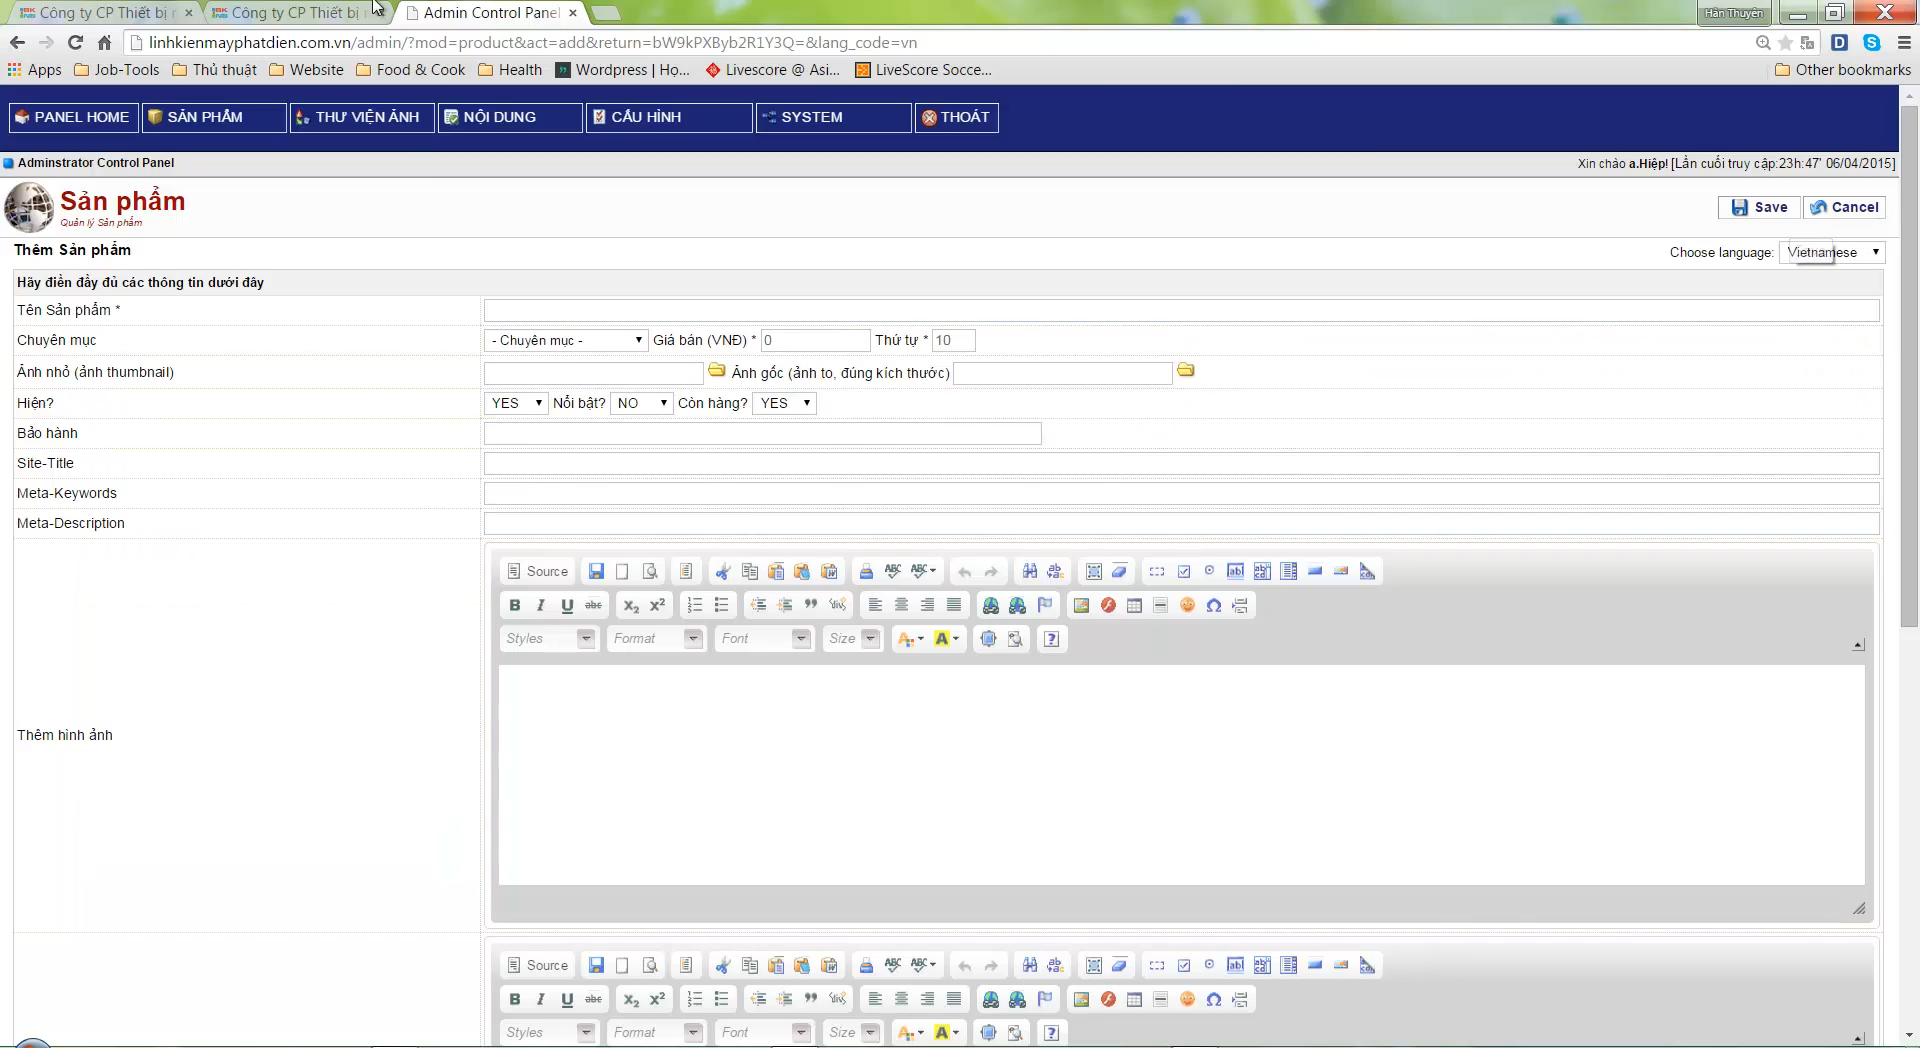 Công ty CP Thiết bị
Công ty CP Thiết bị
Admin Control Panel
Hàn Thuyên
linhkienmayphatdien.com.vn/admin/?mod=product&act=add&return=bW9kPXByb2R1Y3Q=&lang_code=vn
Apps Job-Tools Thủ thuật Website Food & Cook Health Wordpress | Họ... Livescore @ Asi... LiveScore Socce... Other bookmarks
PANEL HOME SẢN PHẨM THƯ VIỆN ẢNH NỘI DUNG CẤU HÌNH SYSTEM THOÁT
Adminstrator Control Panel
Xin chào a.Hiệp! [Lần cuối truy cập:23h:47' 06/04/2015]
Sản phẩm
Quản lý Sản phẩm
Save Cancel
Thêm Sản phẩm
Choose language: Vietnamese
Hãy điền đầy đủ các thông tin dưới đây
Tên Sản phẩm *
Chuyên mục - Chuyên mục - Giá bán (VNĐ) * 0 Thứ tự * 10
Ảnh nhỏ (ảnh thumbnail) Ảnh gốc (ảnh to, đúng kích thước)
Hiện? YES Nổi bật? NO Còn hàng? YES
Bảo hành
Site-Title
Meta-Keywords
Meta-Description
Source
Styles Format Font Size
Thêm hình ảnh
Source
Styles Format Font Size